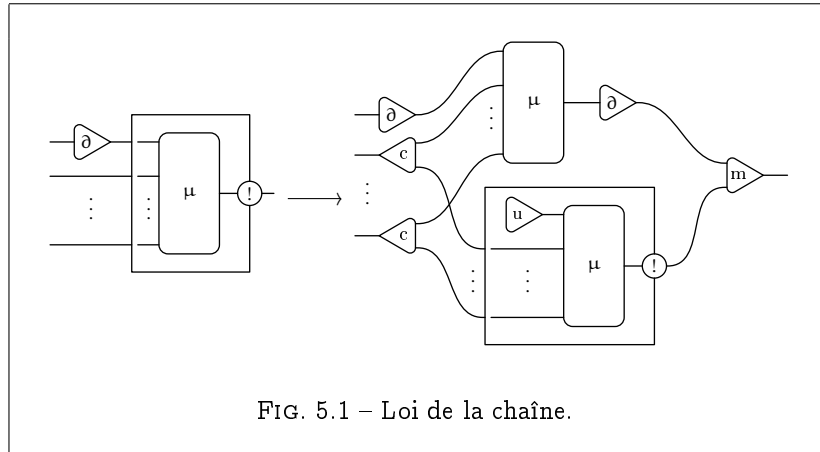 ∂ μ ! ∂ c c μ ∂ u μ ! m
FIG. 5.1 – Loi de la chaîne.